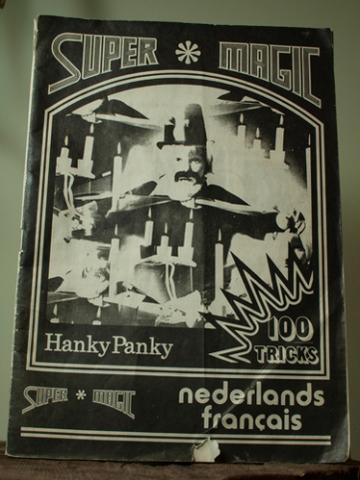 SUPER * MAGIC
100
TRICKS
Hanky Panky
SUPER * MAGIC
nederlands
français